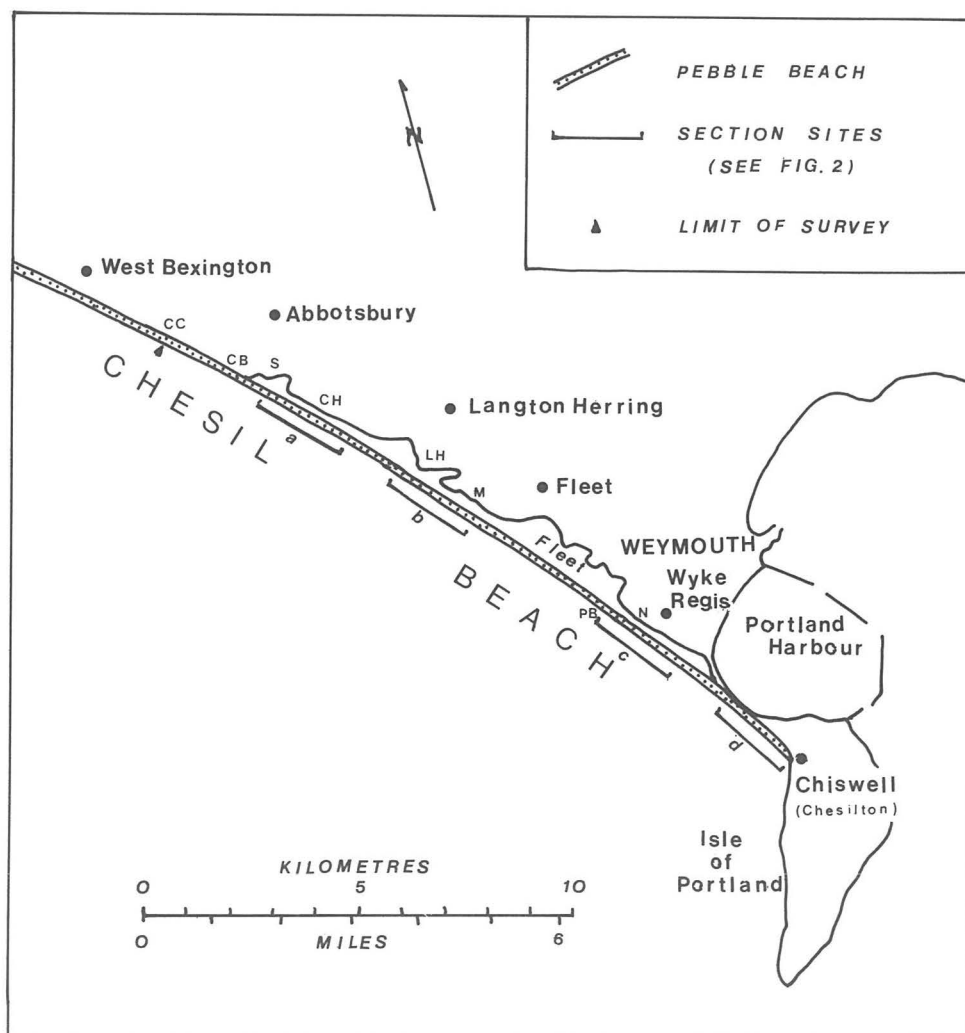 PEBBLE BEACH
SECTION SITES
(SEE FIG. 2)
LIMIT OF SURVEY
N
West Bexington
Abbotsbury
CC
CB
S
CH
Langton Herring
LH
M
Fleet
Fleet
WEYMOUTH
Wyke
Regis
N
PB
Portland
Harbour
CHESIL
BEACH
a
b
c
d
Chiswell
(Chesilton)
Isle
of
Portland
KILOMETRES
0 5 10
0 6
MILES